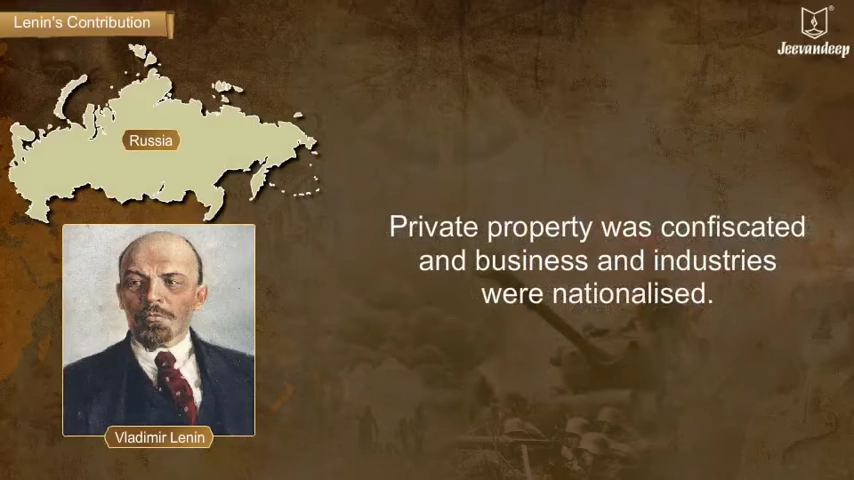 Lenin's Contribution
Jeevandeep
Russia
Private property was confiscated
and business and industries
were nationalised.
Vladimir Lenin